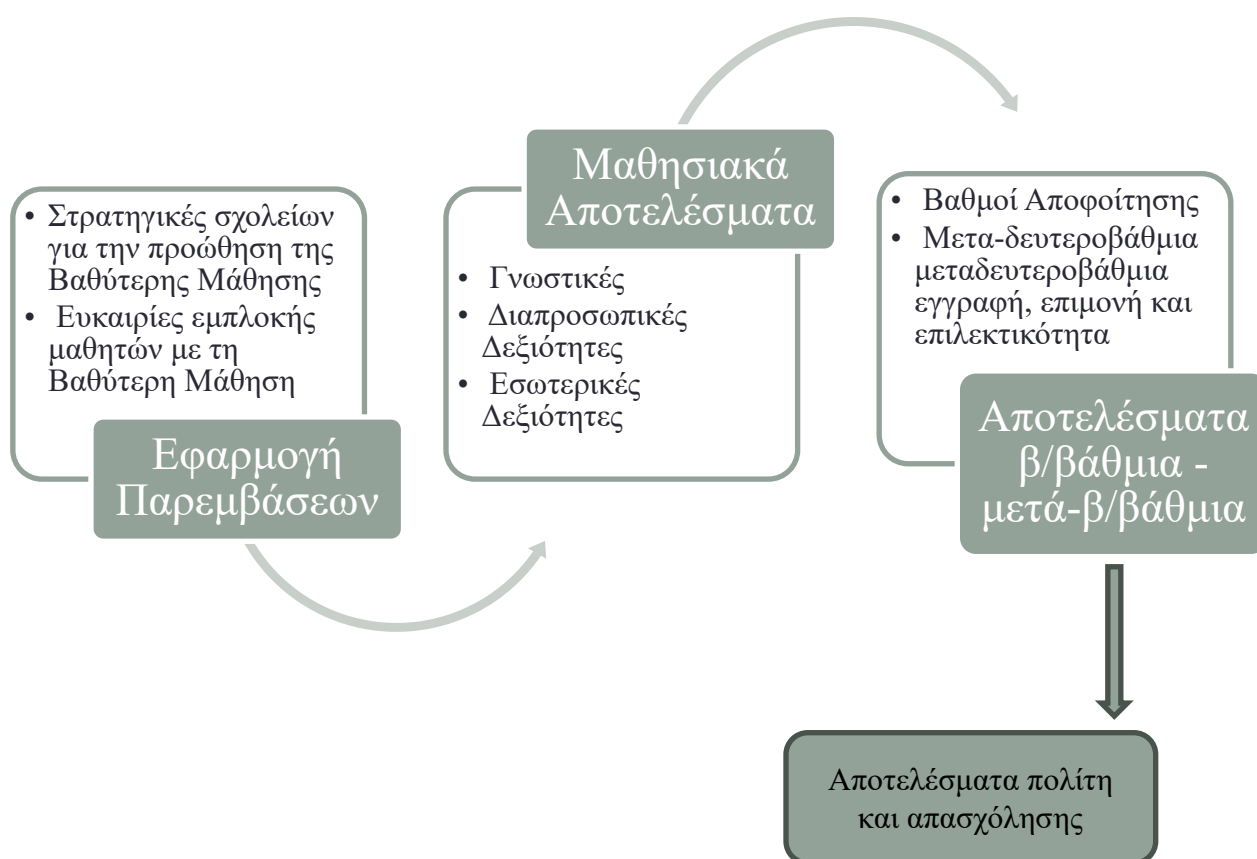 • Στρατηγικές σχολείων
για την προώθηση της
Βαθύτερης Μάθησης
• Ευκαιρίες εμπλοκής
μαθητών με τη
Βαθύτερη Μάθηση
Εφαρμογή
Παρεμβάσεων
Μαθησιακά
Αποτελέσματα
• Γνωστικές
• Διαπροσωπικές
Δεξιότητες
• Εσωτερικές
Δεξιότητες
• Βαθμοί Αποφοίτησης
• Μετα-δευτεροβάθμια
μεταδευτεροβάθμια
εγγραφή, επιμονή και
επιλεκτικότητα
Αποτελέσματα
β/βάθμια -
μετά-β/βάθμια
Αποτελέσματα πολίτη
και απασχόλησης